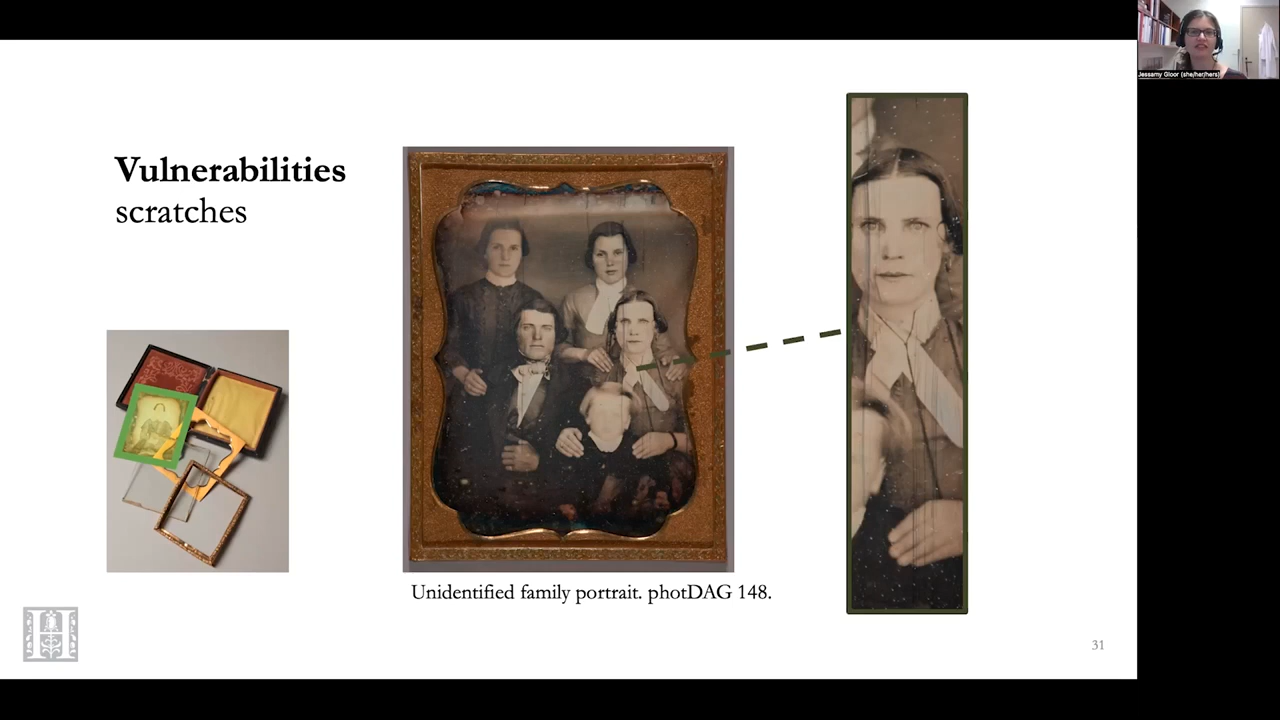 Jessamy Gloor (she/her/hers)
Vulnerabilities
scratches
Unidentified family portrait. photDAG 148.
H
31